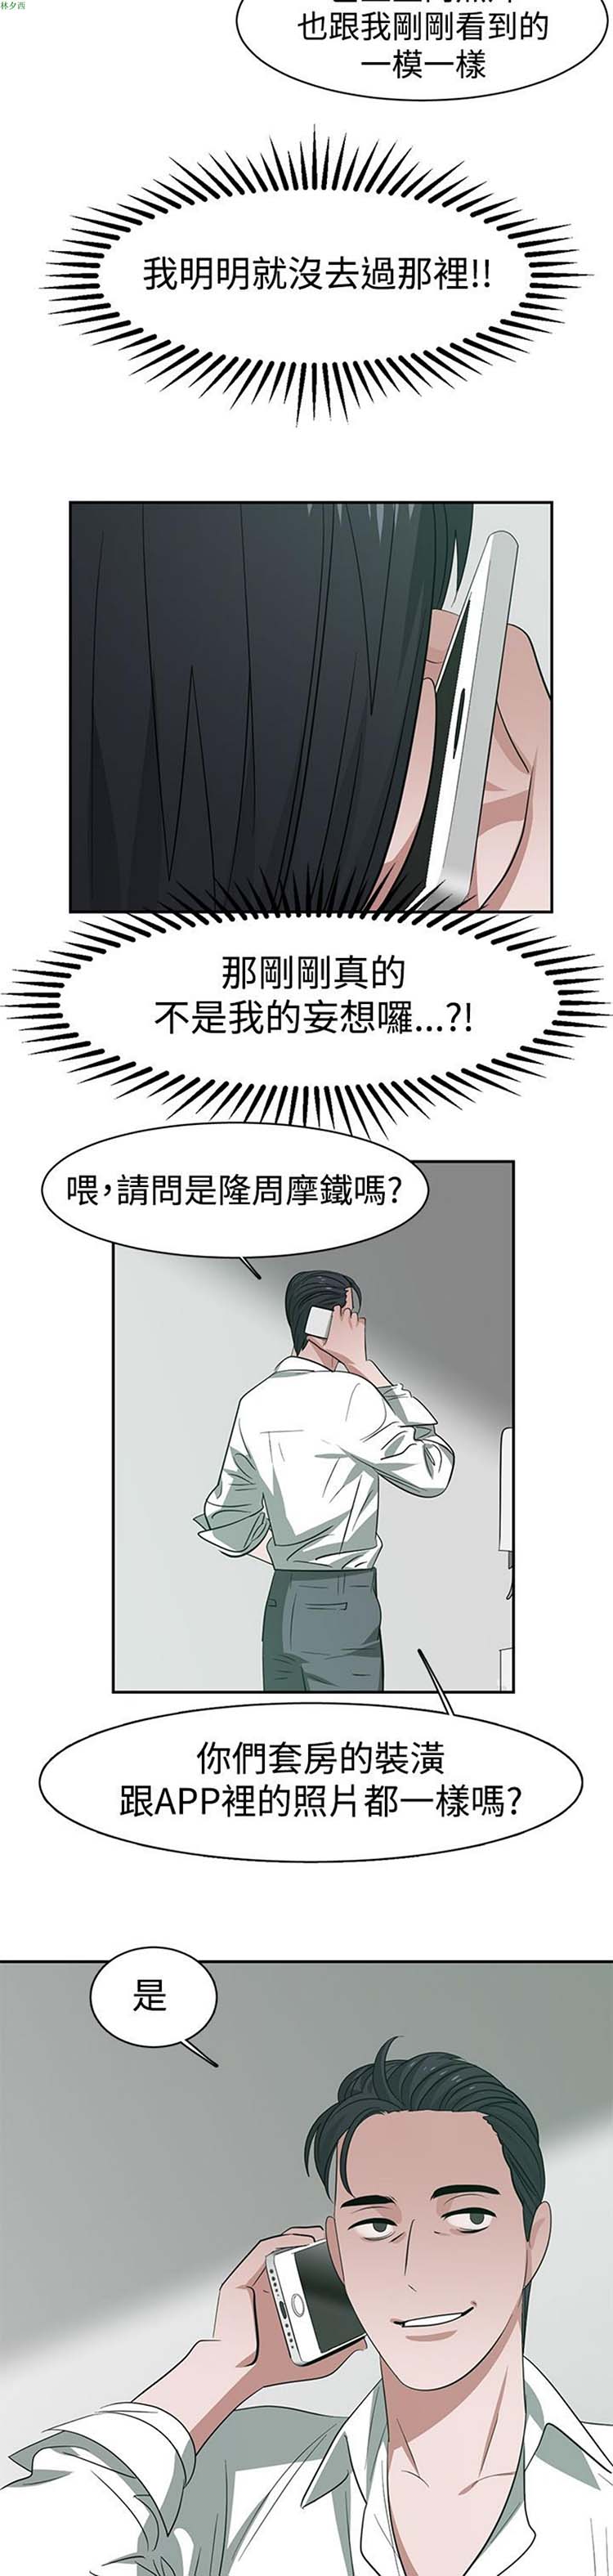 林夕西
也跟我剛剛看到的
一模一樣
我明明就沒去過那裡!!
那剛剛真的
不是我的妄想囉...?!
喂,請問是隆周摩鐵嗎?
你們套房的裝潢
跟APP裡的照片都一樣嗎?
是